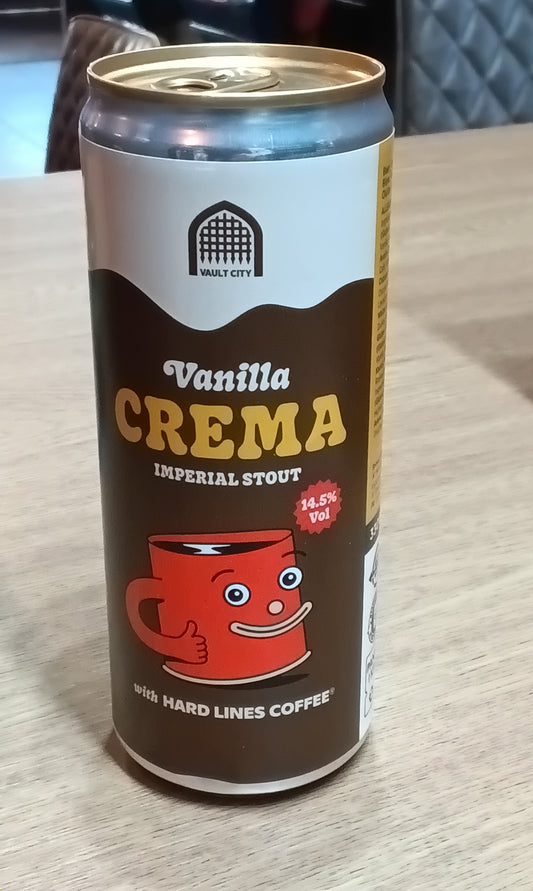 VAULT CITY
Vanilla
CREMA
IMPERIAL STOUT
14.5%
Vol
with HARD LINES COFFEE®